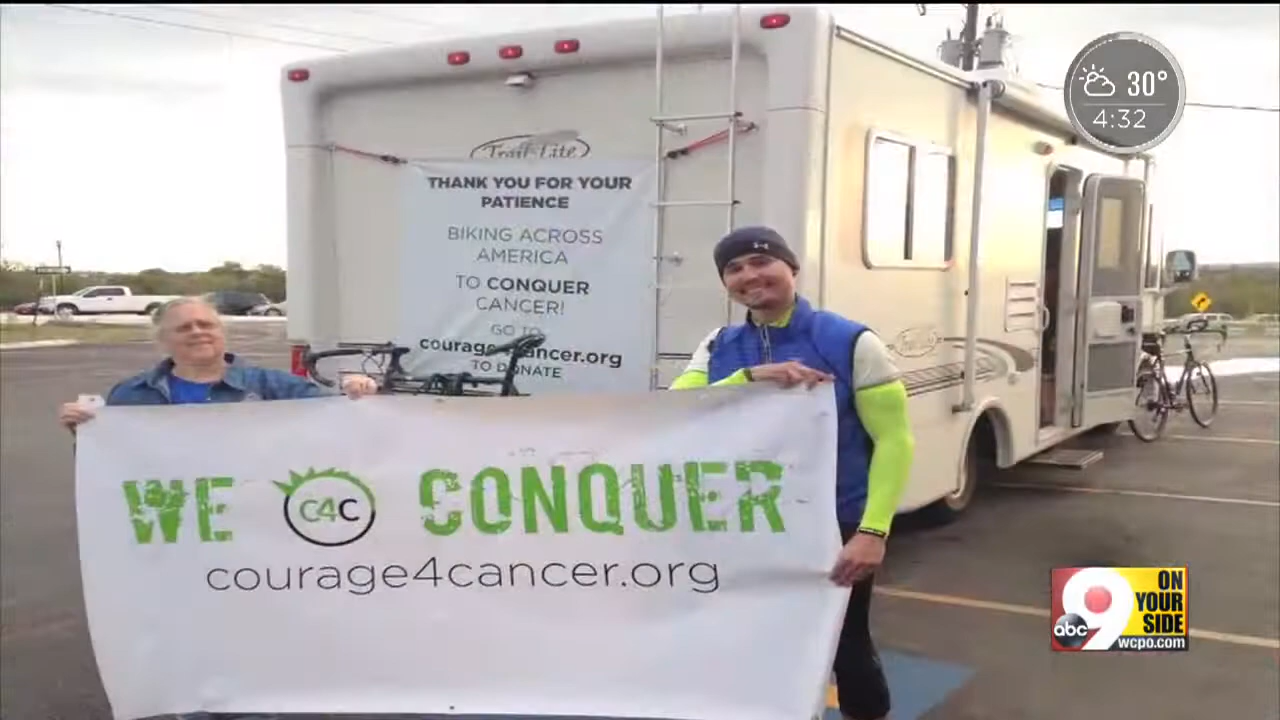 30°
4:32
Trail-Lite
THANK YOU FOR YOUR
PATIENCE
BIKING ACROSS
AMERICA
TO CONQUER
CANCER!
GO TO
courage4cancer.org
TO DONATE
WE C4C CONQUER
courage4cancer.org
abc 9
ON
YOUR
SIDE
wcpo.com